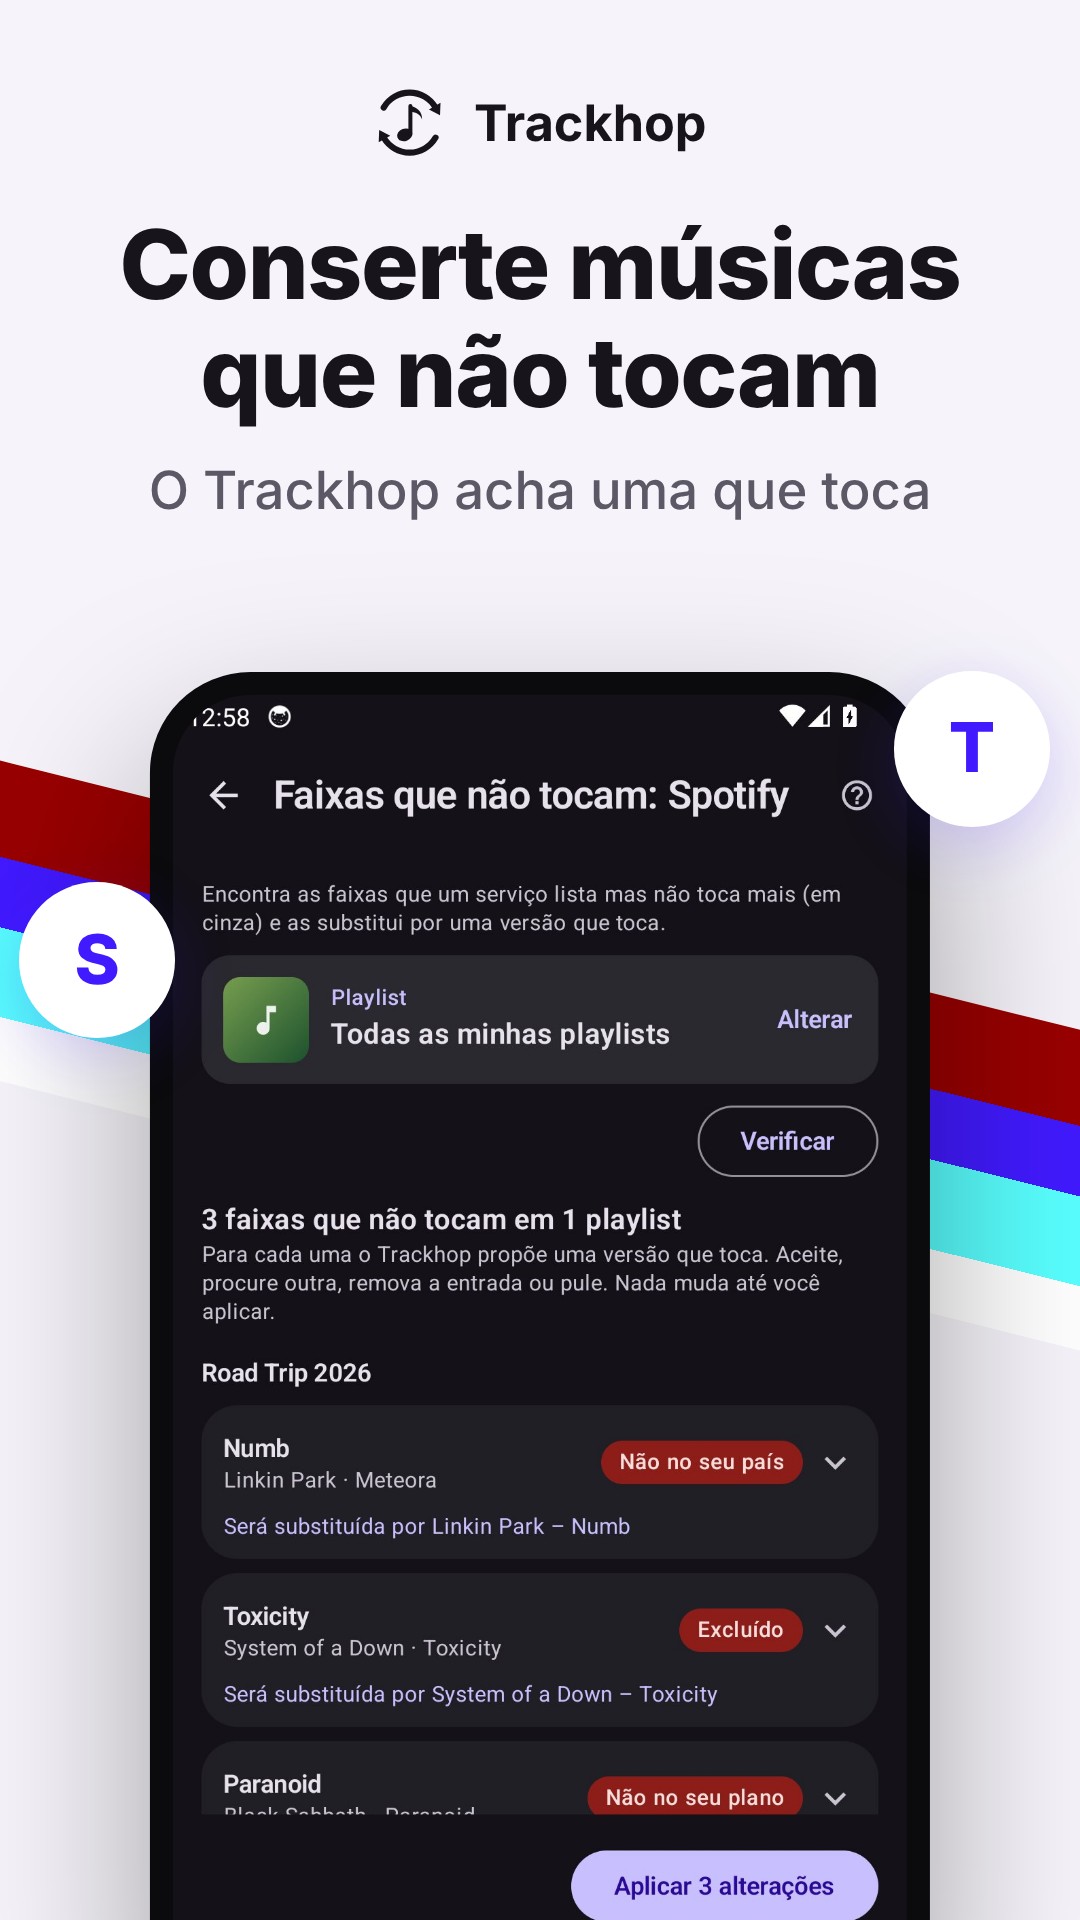 Trackhop
Conserte músicas
que não tocam
O Trackhop acha uma que toca
12:58
T
Faixas que não tocam: Spotify
S
Encontra as faixas que um serviço lista mas não toca mais (em
cinza) e as substitui por uma versão que toca.
Playlist
Todas as minhas playlists
Alterar
Verificar
3 faixas que não tocam em 1 playlist
Para cada uma o Trackhop propõe uma versão que toca. Aceite,
procure outra, remova a entrada ou pule. Nada muda até você
aplicar.
Road Trip 2026
Numb
Linkin Park · Meteora
Não no seu país
Será substituída por Linkin Park – Numb
Toxicity
System of a Down · Toxicity
Excluído
Será substituída por System of a Down – Toxicity
Paranoid
Black Sabbath · Paranoid
Não no seu plano
Aplicar 3 alterações